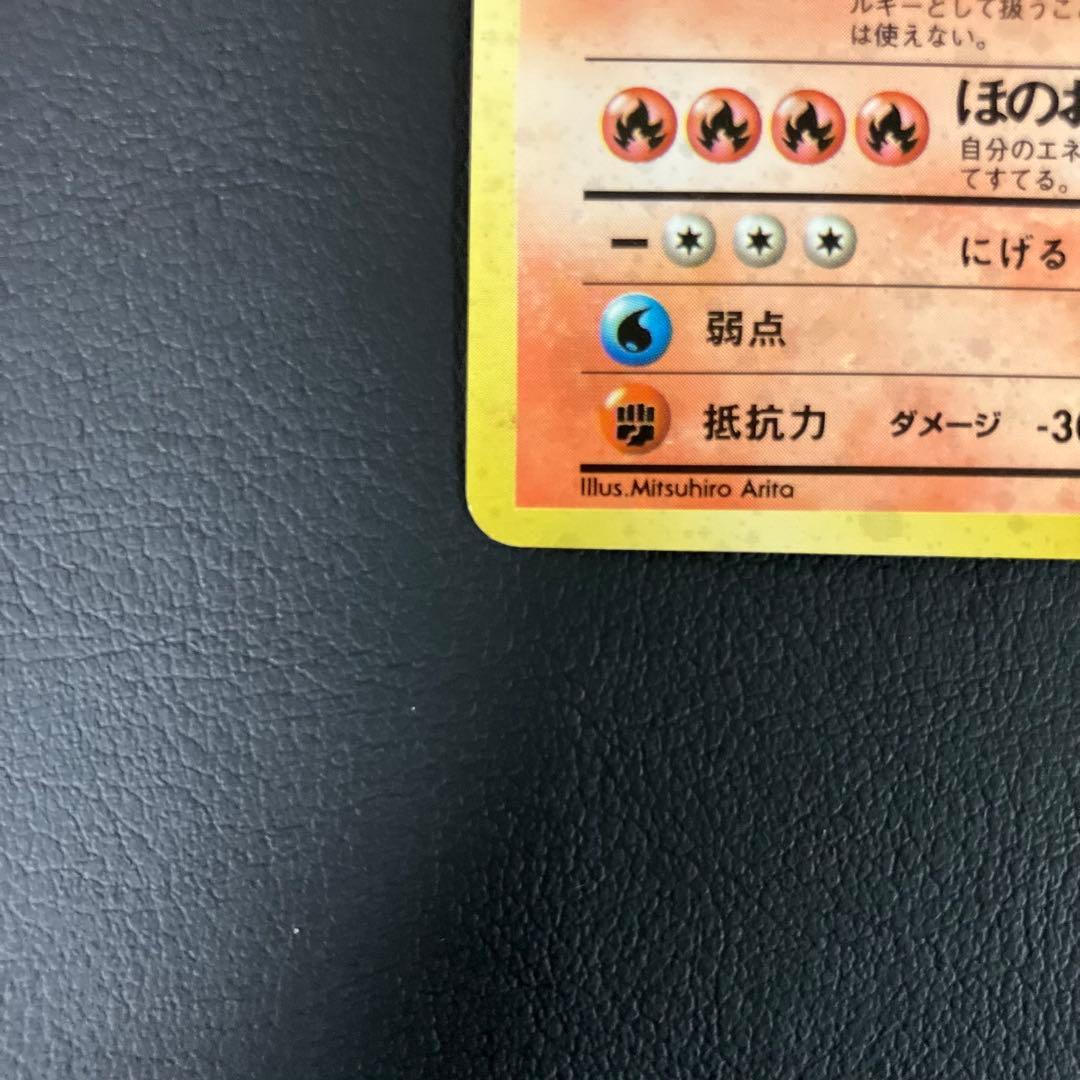 ルギーとして扱うこ
は使えない。
ほのお
自分のエネ
てすてる。
にげる
弱点
抵抗力 ダメージ -30
Illus.Mitsuhiro Arita